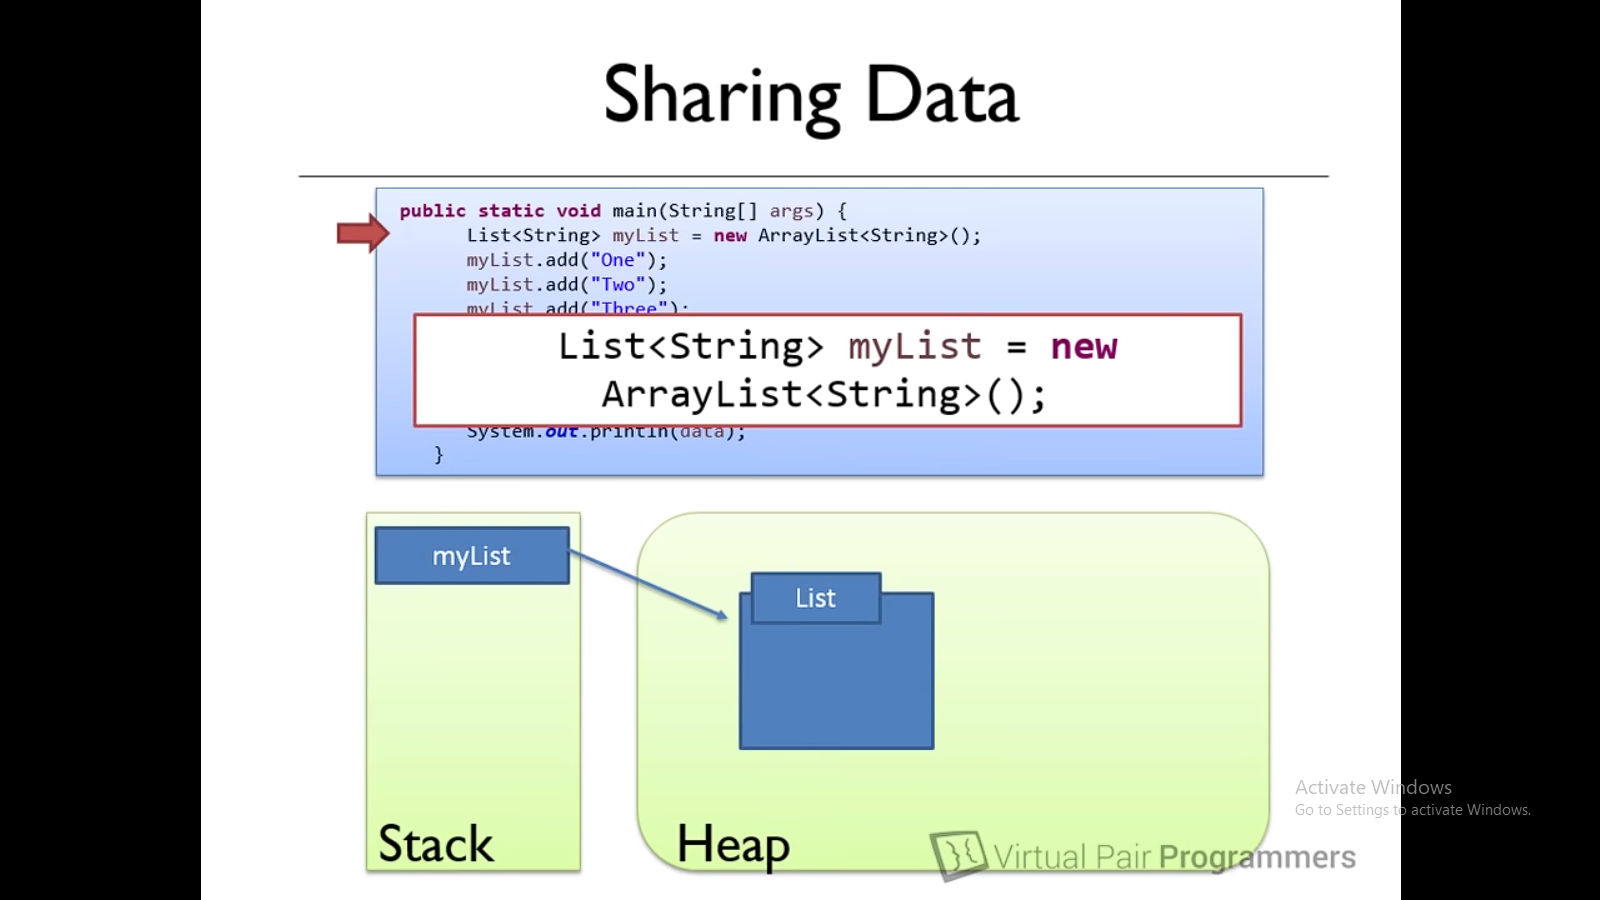 Sharing Data
public static void main(String[] args) {
List<String> myList = new ArrayList<String>();
myList.add("One");
myList.add("Two");
myList.add("Three");
List<String> myList = new
ArrayList<String>();
System.out.println(data);
}
myList
List
Stack
Heap
Activate Windows
Go to Settings to activate Windows.
Virtual Pair Programmers